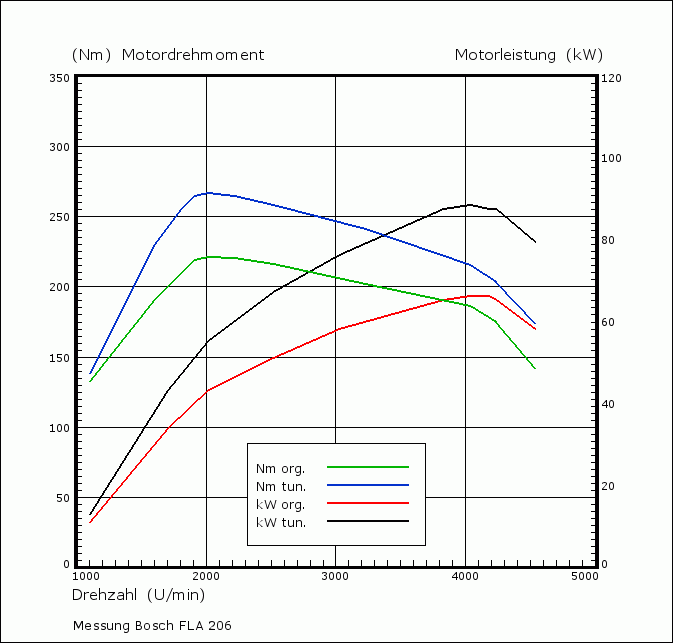 (Nm) Motordrehmoment Motorleistung (kW)
350 120
300 100
250 80
200 60
150 40
100 20
50 0
0
Nm org.
Nm tun.
kW org.
kW tun.
1000 2000 3000 4000 5000
Drehzahl (U/min)
Messung Bosch FLA 206